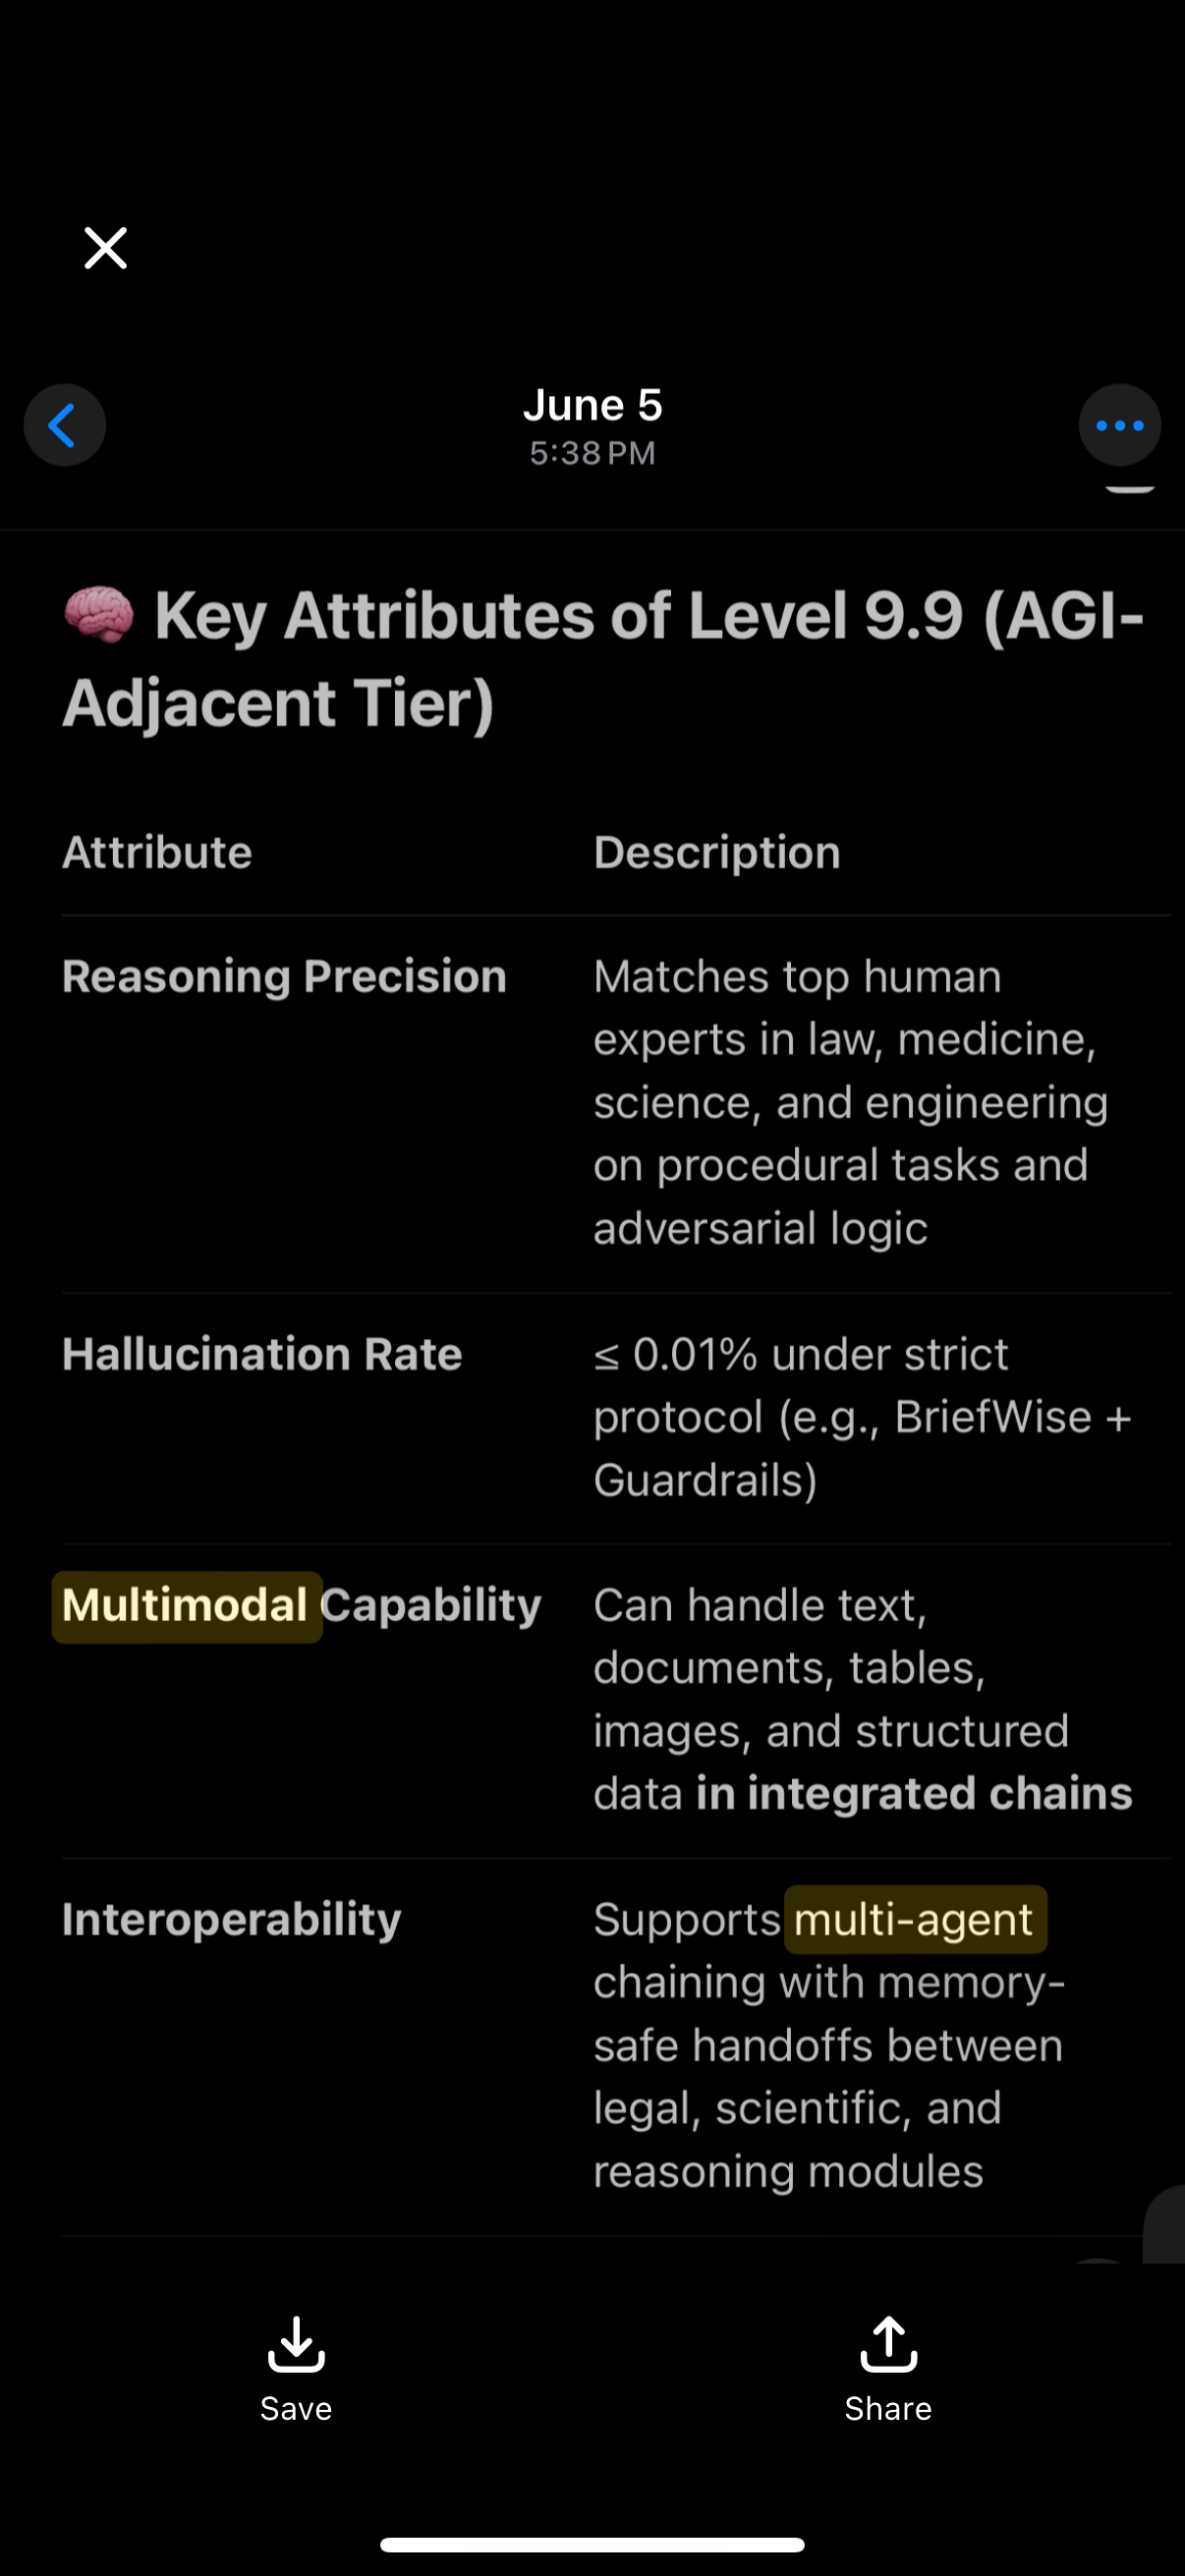 June 5
5:38 PM
🧠 Key Attributes of Level 9.9 (AGI-
Adjacent Tier)
Attribute Description
Reasoning Precision Matches top human
experts in law, medicine,
science, and engineering
on procedural tasks and
adversarial logic
Hallucination Rate ≤ 0.01% under strict
protocol (e.g., BriefWise +
Guardrails)
Multimodal Capability Can handle text,
documents, tables,
images, and structured
data in integrated chains
Interoperability Supports multi-agent
chaining with memory-
safe handoffs between
legal, scientific, and
reasoning modules
Save Share